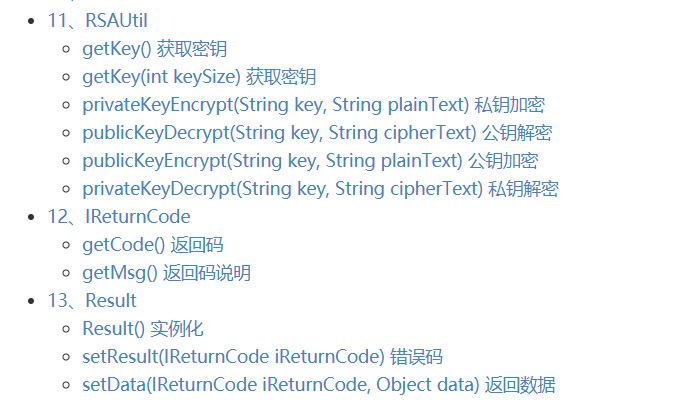 11、RSAUtil
getKey() 获取密钥
getKey(int keySize) 获取密钥
privateKeyEncrypt(String key, String plainText) 私钥加密
publicKeyDecrypt(String key, String cipherText) 公钥解密
publicKeyEncrypt(String key, String plainText) 公钥加密
privateKeyDecrypt(String key, String cipherText) 私钥解密
12、IReturnCode
getCode() 返回码
getMsg() 返回码说明
13、Result
Result() 实例化
setResult(IReturnCode iReturnCode) 错误码
setData(IReturnCode iReturnCode, Object data) 返回数据